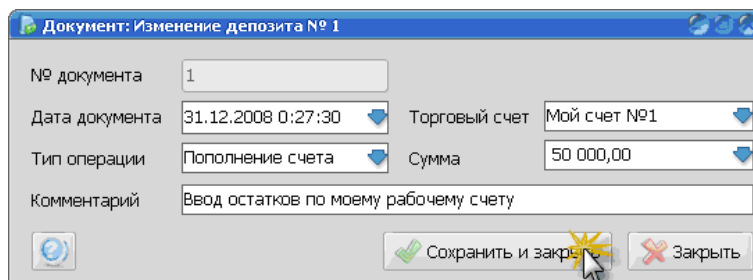 Документ: Изменение депозита № 1
№ документа 1
Дата документа 31.12.2008 0:27:30 Торговый счет Мой счет №1
Тип операции Пополнение счета Сумма 50 000,00
Комментарий Ввод остатков по моему рабочему счету
Сохранить и закрыть Закрыть